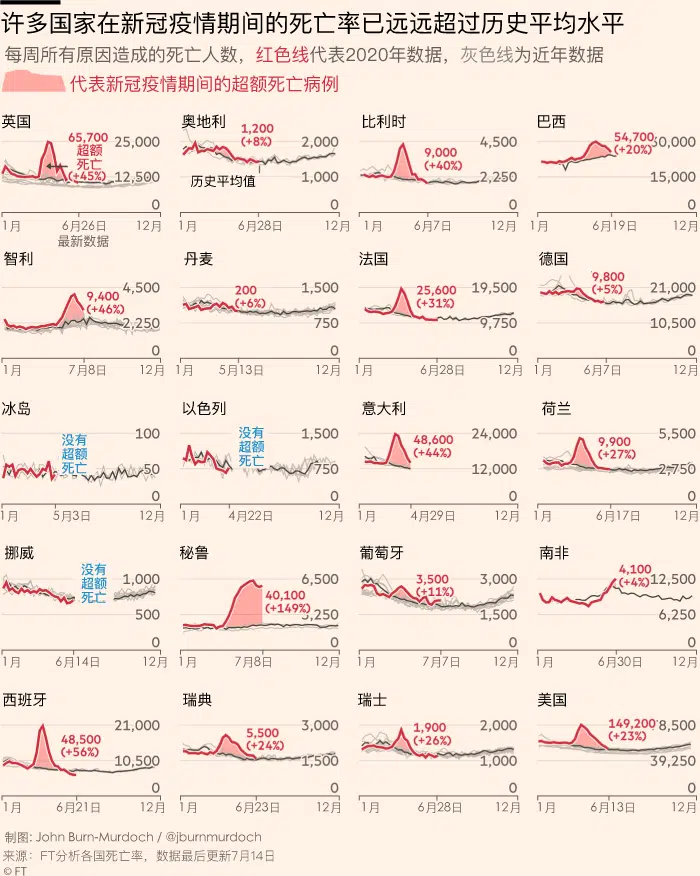 许多国家在新冠疫情期间的死亡率已远远超过历史平均水平
每周所有原因造成的死亡人数，红色线代表2020年数据，灰色线为近年数据
代表新冠疫情期间的超额死亡病例
英国
65,700
超额
死亡
(+45%)
25,000
12,500
0
1月
6月26日
12月
最新数据
奥地利
1,200
(+8%)
2,000
1,000
0
历史平均值
1月
6月28日
12月
比利时
9,000
(+40%)
4,500
2,250
0
1月
6月7日
12月
巴西
54,700
(+20%)
15,000
0
1月
6月19日
12月
智利
9,400
(+46%)
4,500
2,250
0
1月
7月8日
12月
丹麦
200
(+6%)
1,500
750
0
1月
5月13日
12月
法国
25,600
(+31%)
19,500
9,750
0
1月
6月28日
12月
德国
9,800
(+5%)
21,000
10,500
0
1月
6月7日
12月
冰岛
没有
超额
死亡
100
50
0
1月
5月3日
12月
以色列
没有
超额
死亡
1,500
750
0
1月
4月22日
12月
意大利
48,600
(+44%)
24,000
12,000
0
1月
4月29日
12月
荷兰
9,900
(+27%)
5,500
2,750
0
1月
6月17日
12月
挪威
没有
超额
死亡
1,000
500
0
1月
6月14日
12月
秘鲁
40,100
(+149%)
6,500
3,250
0
1月
7月8日
12月
葡萄牙
3,500
(+11%)
3,000
1,500
0
1月
7月7日
12月
南非
4,100
(+4%)
12,500
6,250
0
1月
6月30日
12月
西班牙
48,500
(+56%)
21,000
10,500
0
1月
6月21日
12月
瑞典
5,500
(+24%)
3,000
1,500
0
1月
6月23日
12月
瑞士
1,900
(+26%)
2,000
1,000
0
1月
6月28日
12月
美国
149,200
(+23%)
8,500
39,250
0
1月
6月13日
12月
制图: John Burn-Murdoch / @jburnmurdoch
来源：FT分析各国死亡率，数据最后更新7月14日
© FT